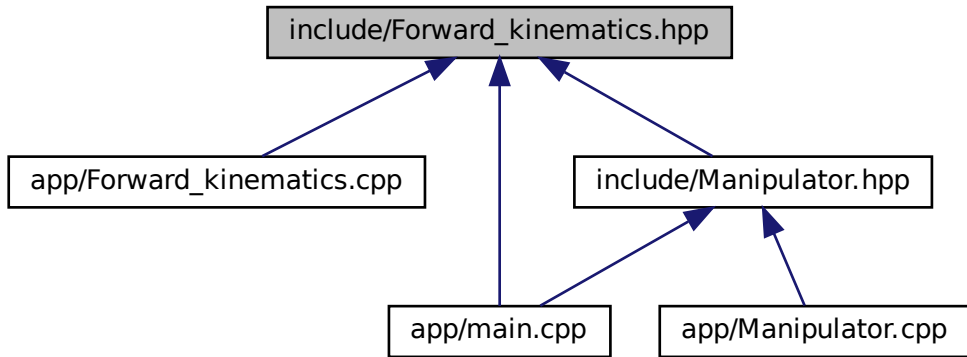 include/Forward_kinematics.hpp
app/Forward_kinematics.cpp
include/Manipulator.hpp
app/main.cpp
app/Manipulator.cpp